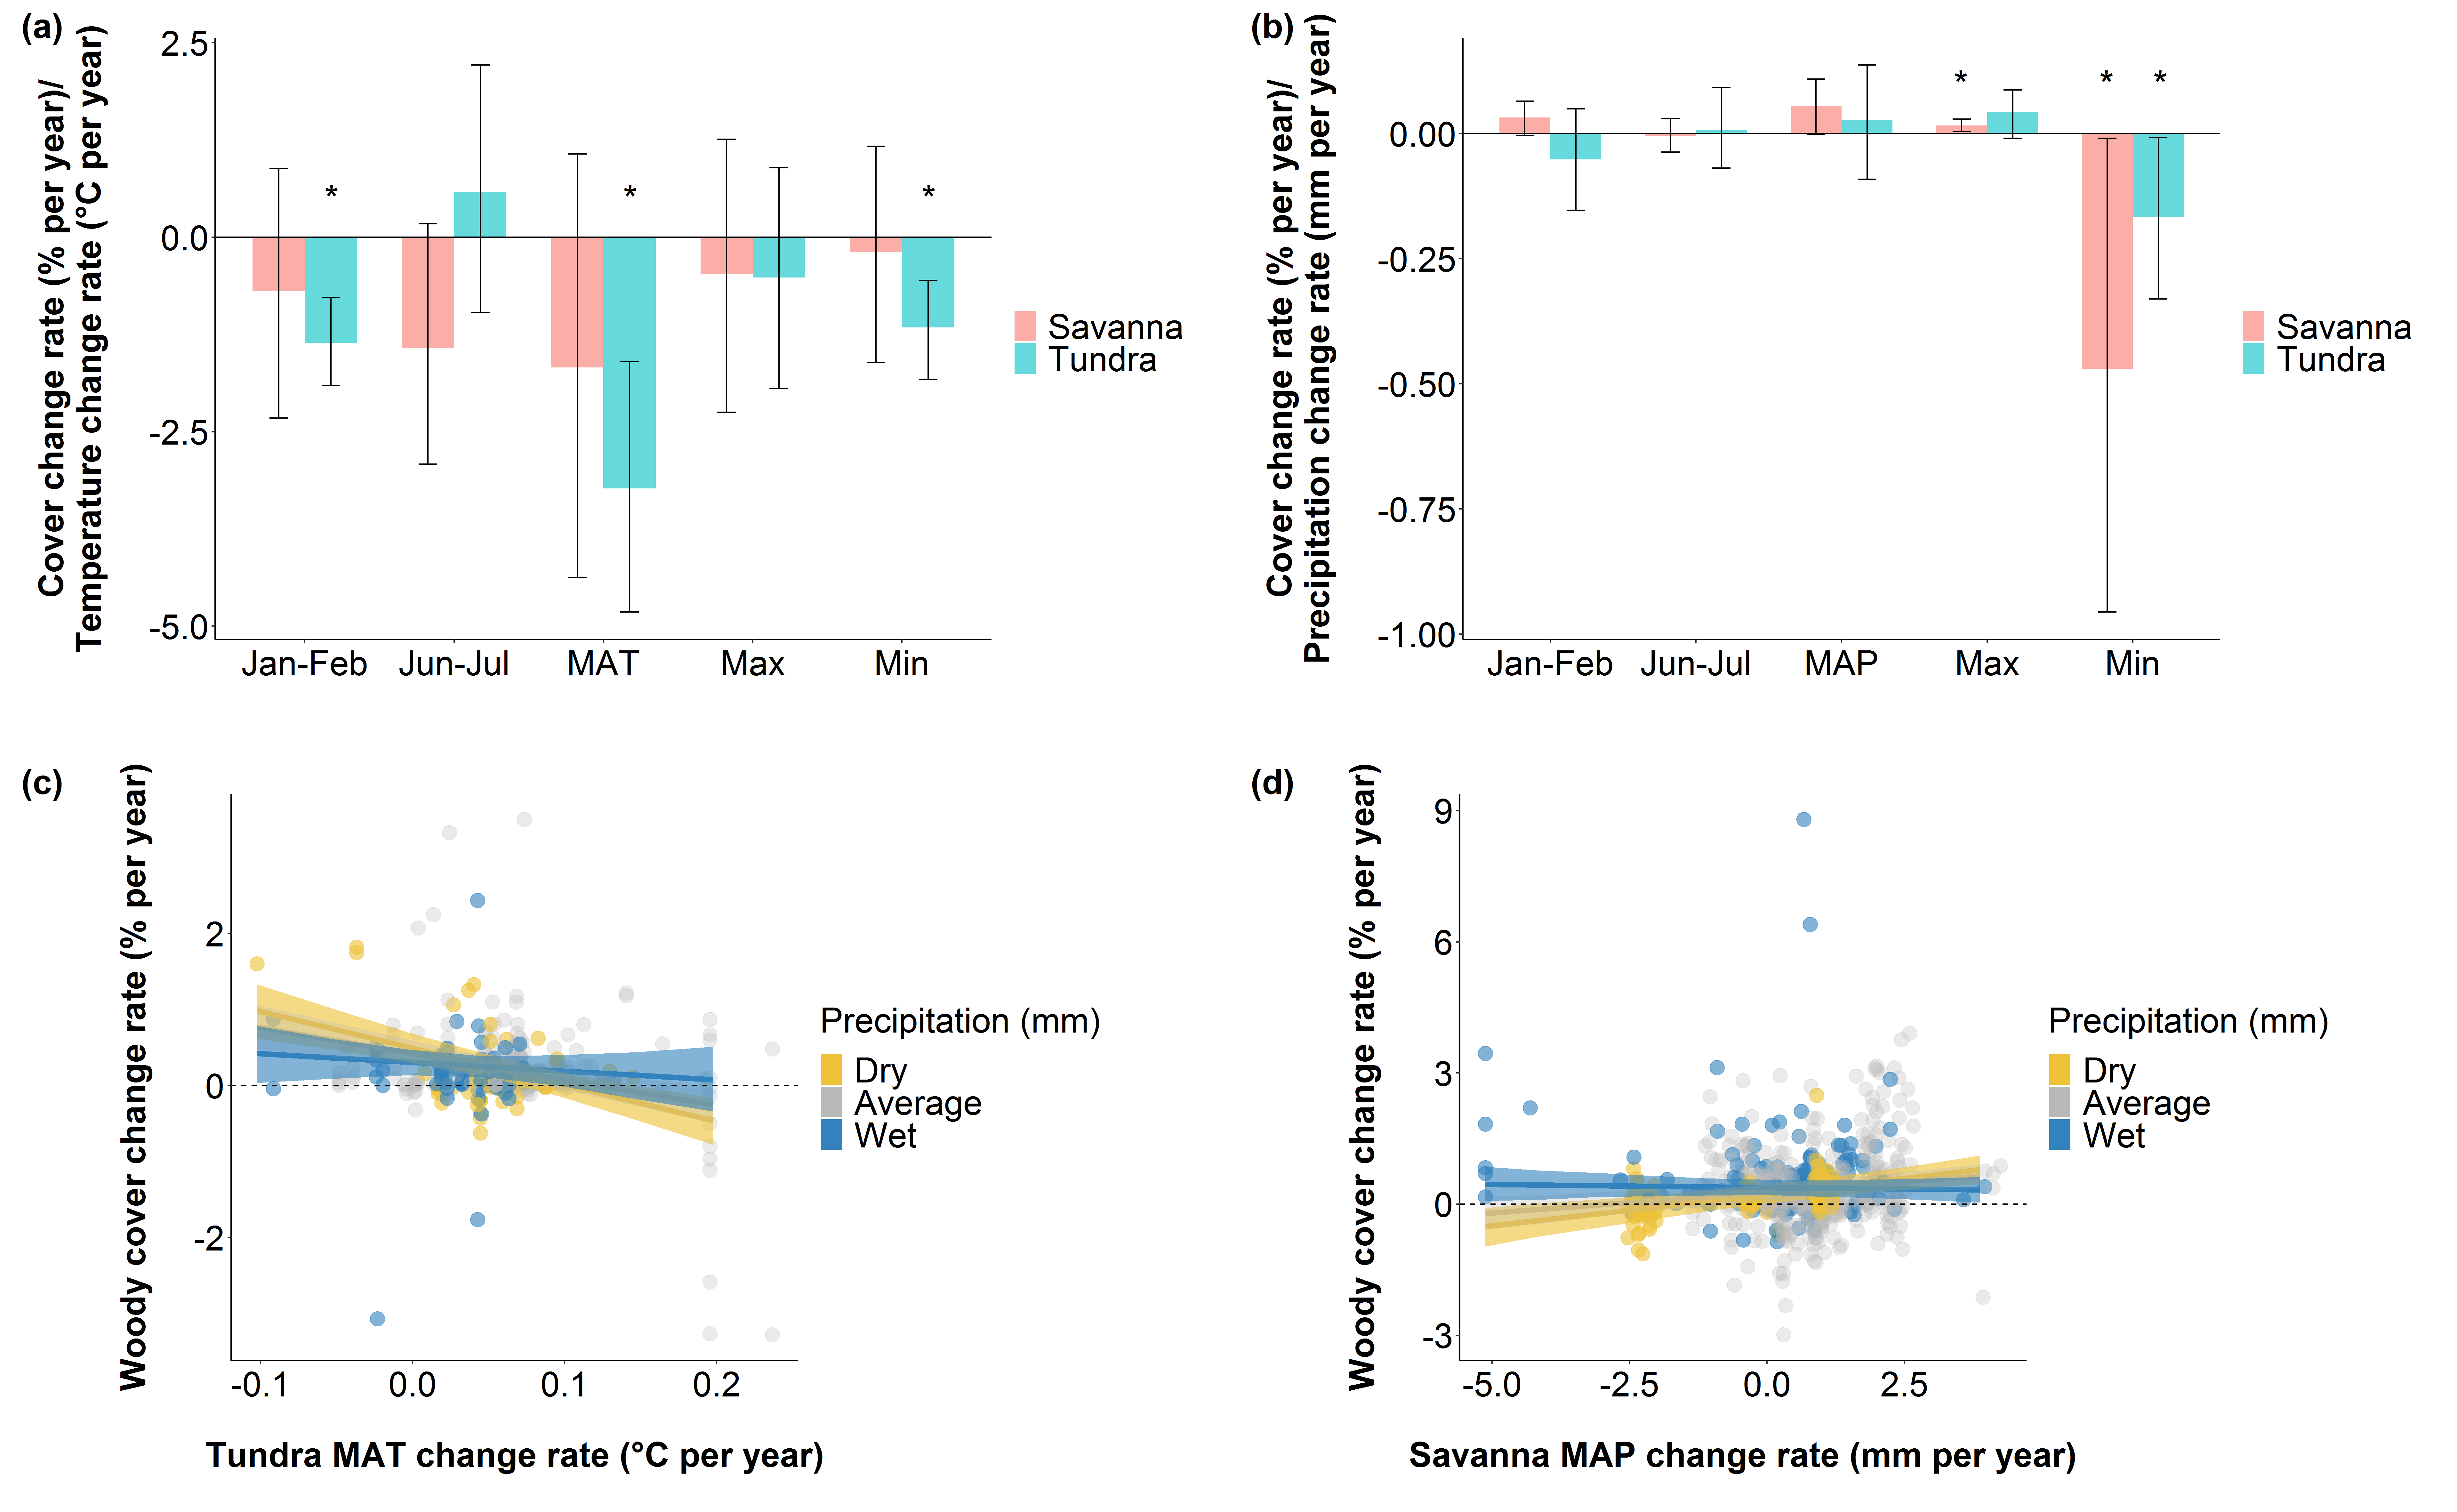 (a)
Cover change rate (% per year)/
Temperature change rate (°C per year)
2.5
0.0
-2.5
-5.0
*
*
*
Jan-Feb Jun-Jul MAT Max Min
Savanna
Tundra
(b)
Cover change rate (% per year)/
Precipitation change rate (mm per year)
0.00
-0.25
-0.50
-0.75
-1.00
*
*
*
Jan-Feb Jun-Jul MAP Max Min
Savanna
Tundra
(c)
Woody cover change rate (% per year)
2
0
-2
-0.1 0.0 0.1 0.2
Tundra MAT change rate (°C per year)
Precipitation (mm)
Dry
Average
Wet
(d)
Woody cover change rate (% per year)
9
6
3
0
-3
-5.0 -2.5 0.0 2.5
Savanna MAP change rate (mm per year)
Precipitation (mm)
Dry
Average
Wet